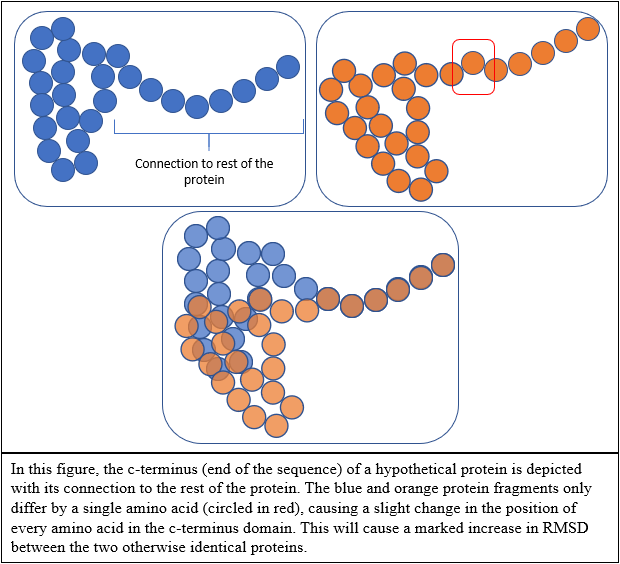 Connection to rest of the
protein
In this figure, the c-terminus (end of the sequence) of a hypothetical protein is depicted
with its connection to the rest of the protein. The blue and orange protein fragments only
differ by a single amino acid (circled in red), causing a slight change in the position of
every amino acid in the c-terminus domain. This will cause a marked increase in RMSD
between the two otherwise identical proteins.